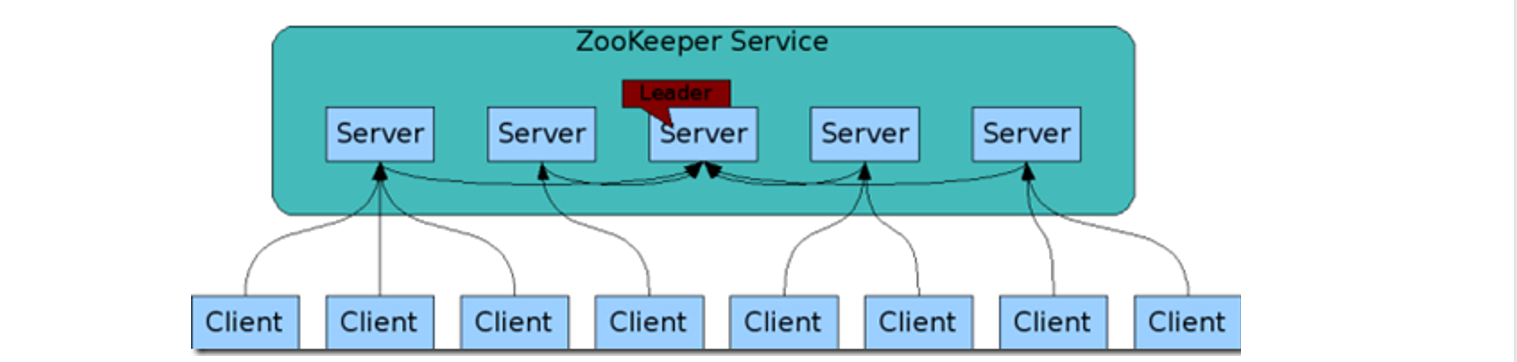 ZooKeeper Service
Leader
Server Server Server Server Server
Client Client Client Client Client Client Client Client